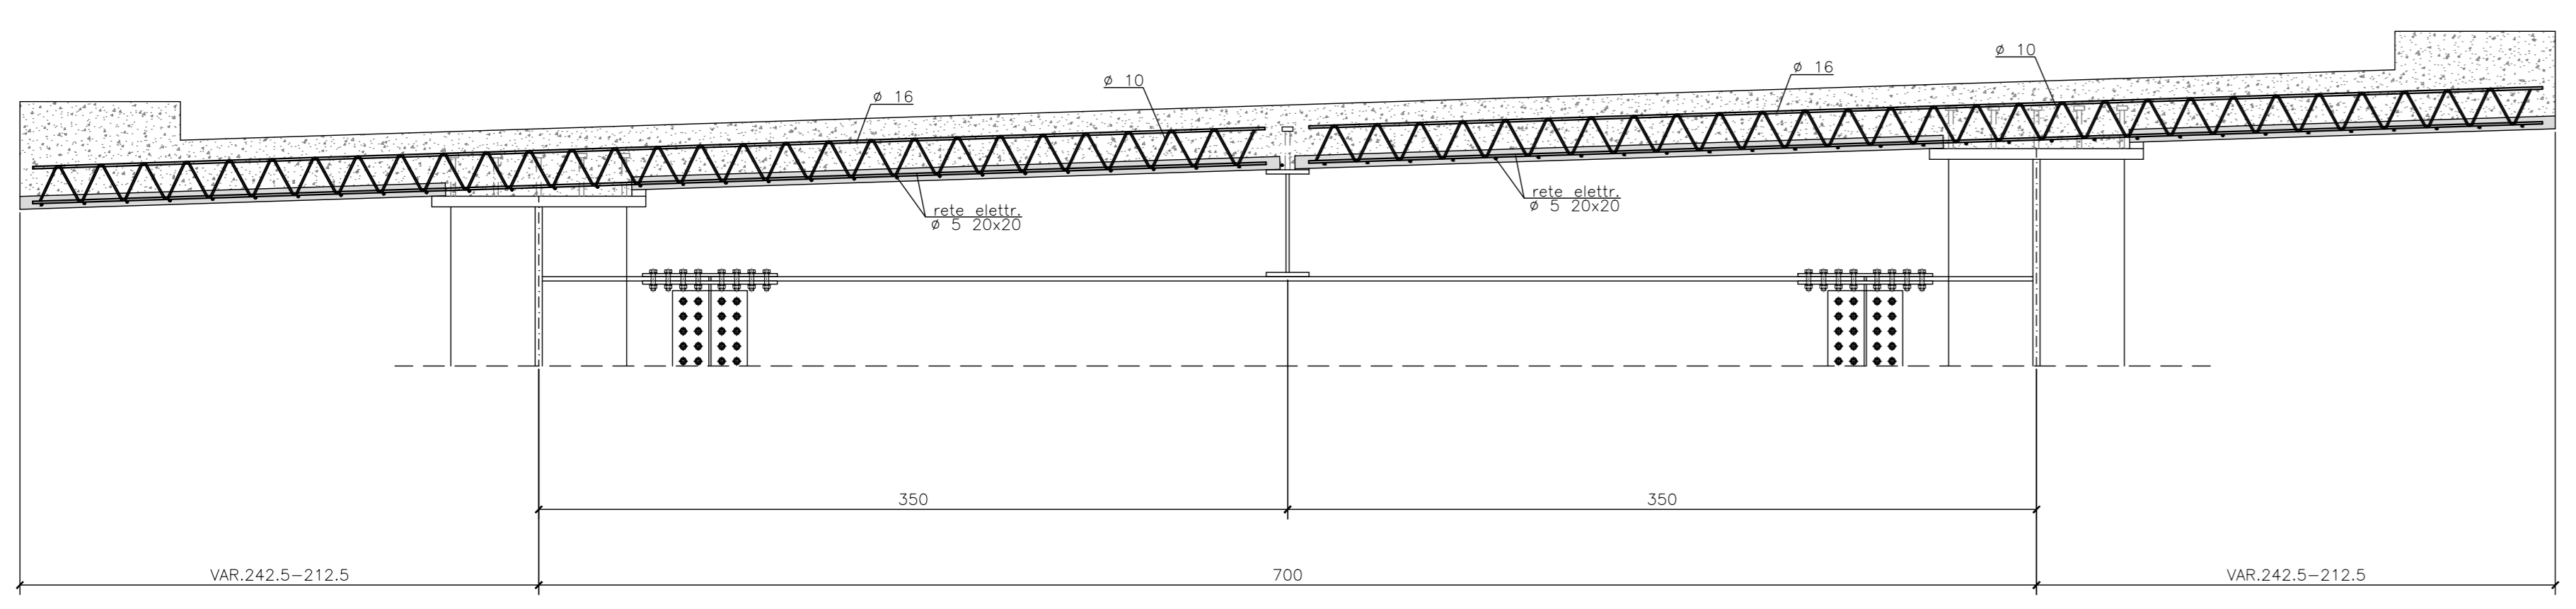 ø 10
ø 16
ø 10
ø 16
rete elettr.
ø 5 20x20
rete elettr.
ø 5 20x20
350
350
VAR.242.5-212.5
700
VAR.242.5-212.5